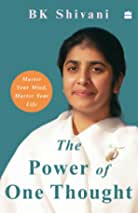 BK Shivani
Master
Your Mind,
Master Your
Life
The
Power of
One Thought